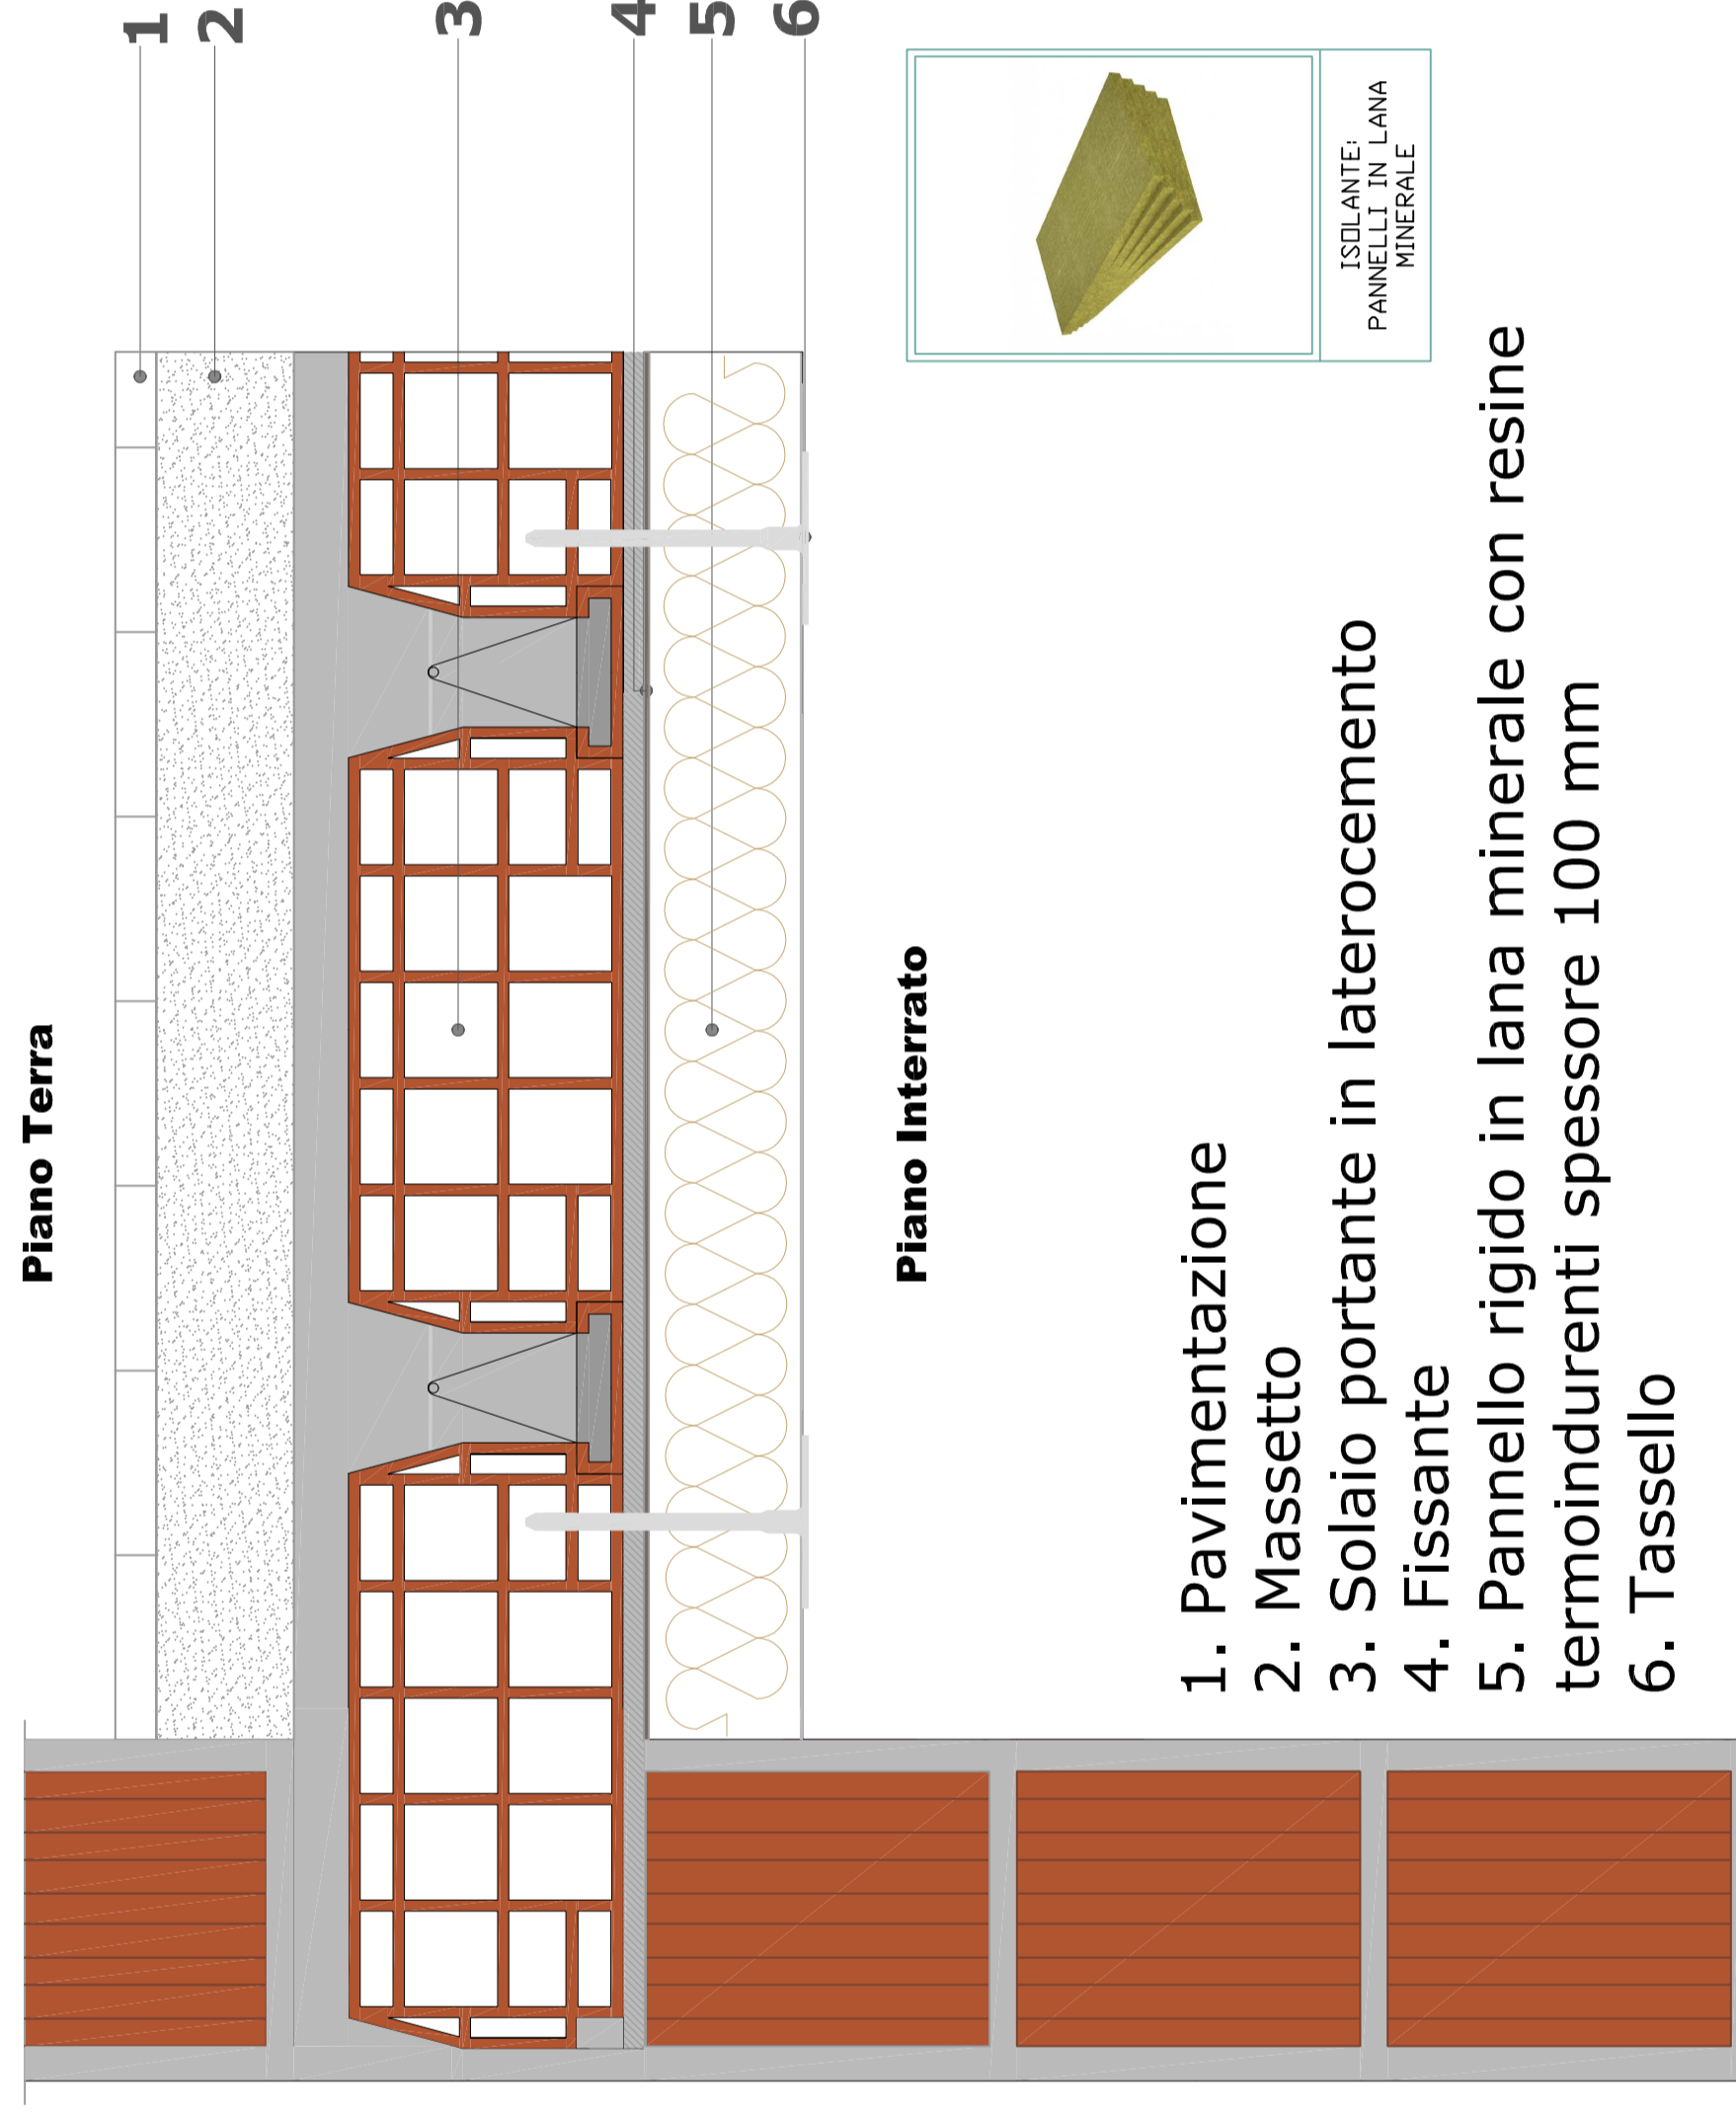 Piano Terra
1
2
3
4
5
6
Piano Interrato
ISOLANTE:
PANNELLI IN LANA
MINERALE
1. Pavimentazione
2. Massetto
3. Solaio portante in laterocemento
4. Fissante
5. Pannello rigido in lana minerale con resine
termoindurenti spessore 100 mm
6. Tassello